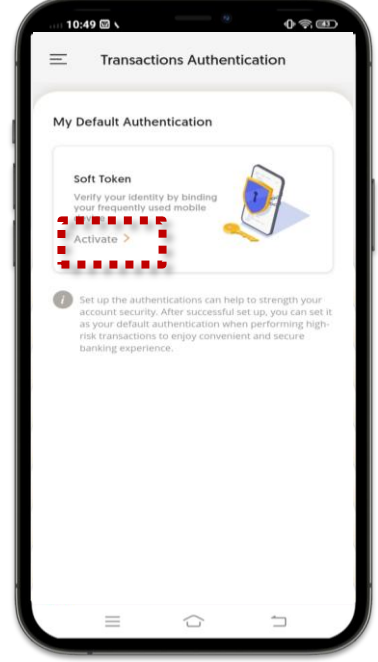 10:49
Transactions Authentication
My Default Authentication
Soft Token
Verify your identity by binding
your frequently used mobile
Activate >
Set up the authentications can help to strength your
account security. After successful set up, you can set it
as your default authentication when performing high-
risk transactions to enjoy convenient and secure
banking experience.